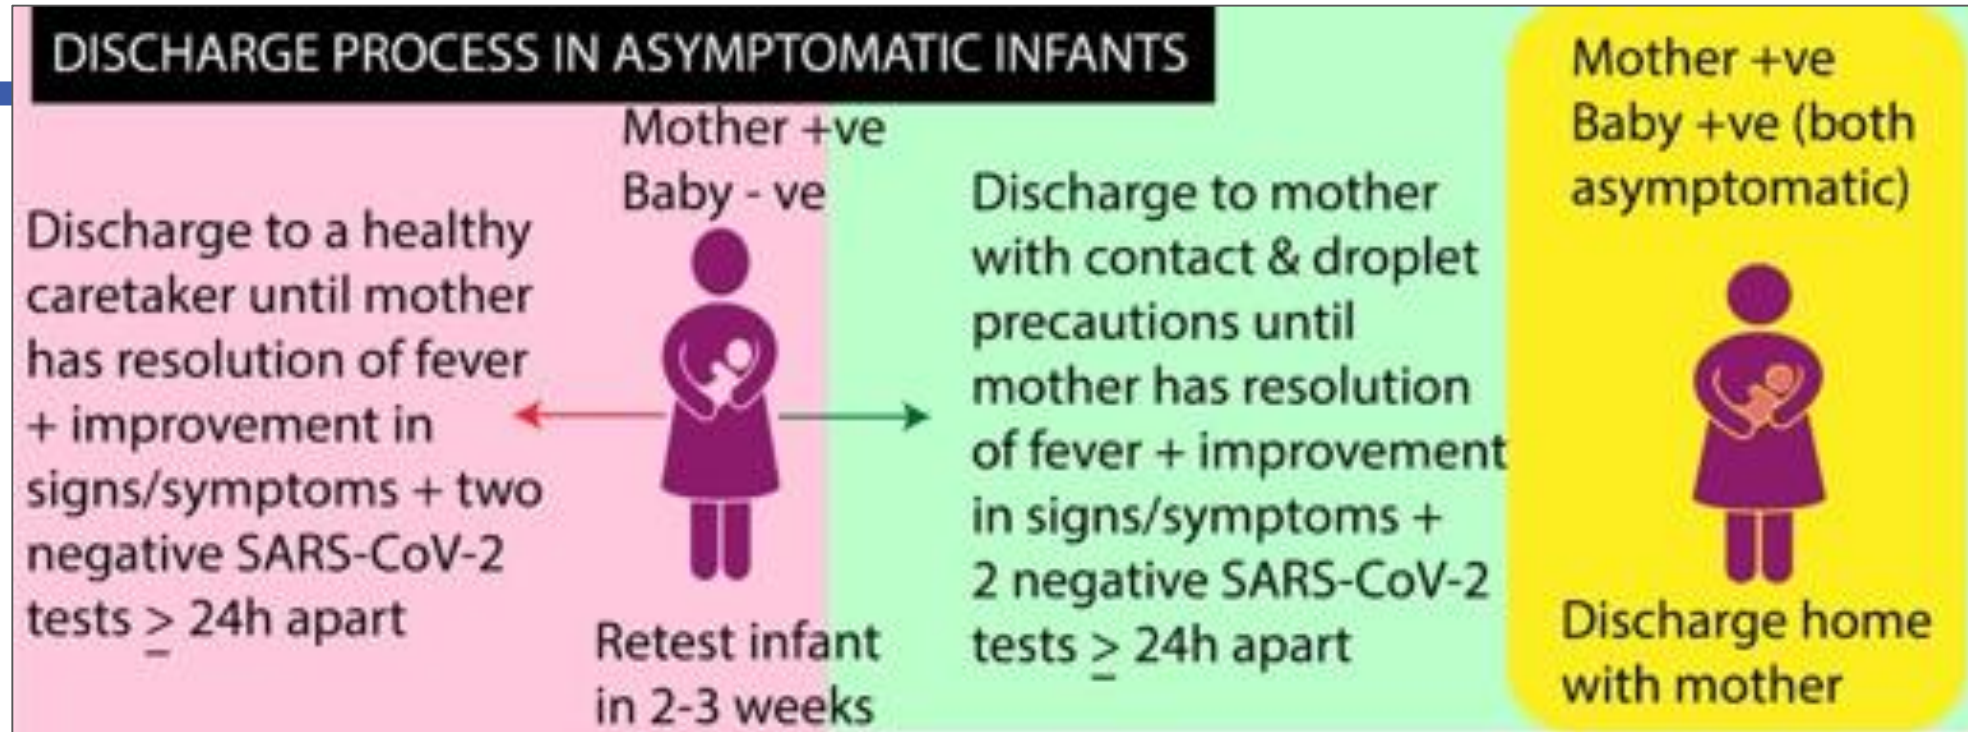 DISCHARGE PROCESS IN ASYMPTOMATIC INFANTS
Discharge to a healthy
caretaker until mother
has resolution of fever
+ improvement in
signs/symptoms + two
negative SARS-CoV-2
tests ≥ 24h apart
Mother +ve
Baby - ve
Retest infant
in 2-3 weeks
Discharge to mother
with contact & droplet
precautions until
mother has resolution
of fever + improvement
in signs/symptoms +
2 negative SARS-CoV-2
tests ≥ 24h apart
Mother +ve
Baby +ve (both
asymptomatic)
Discharge home
with mother